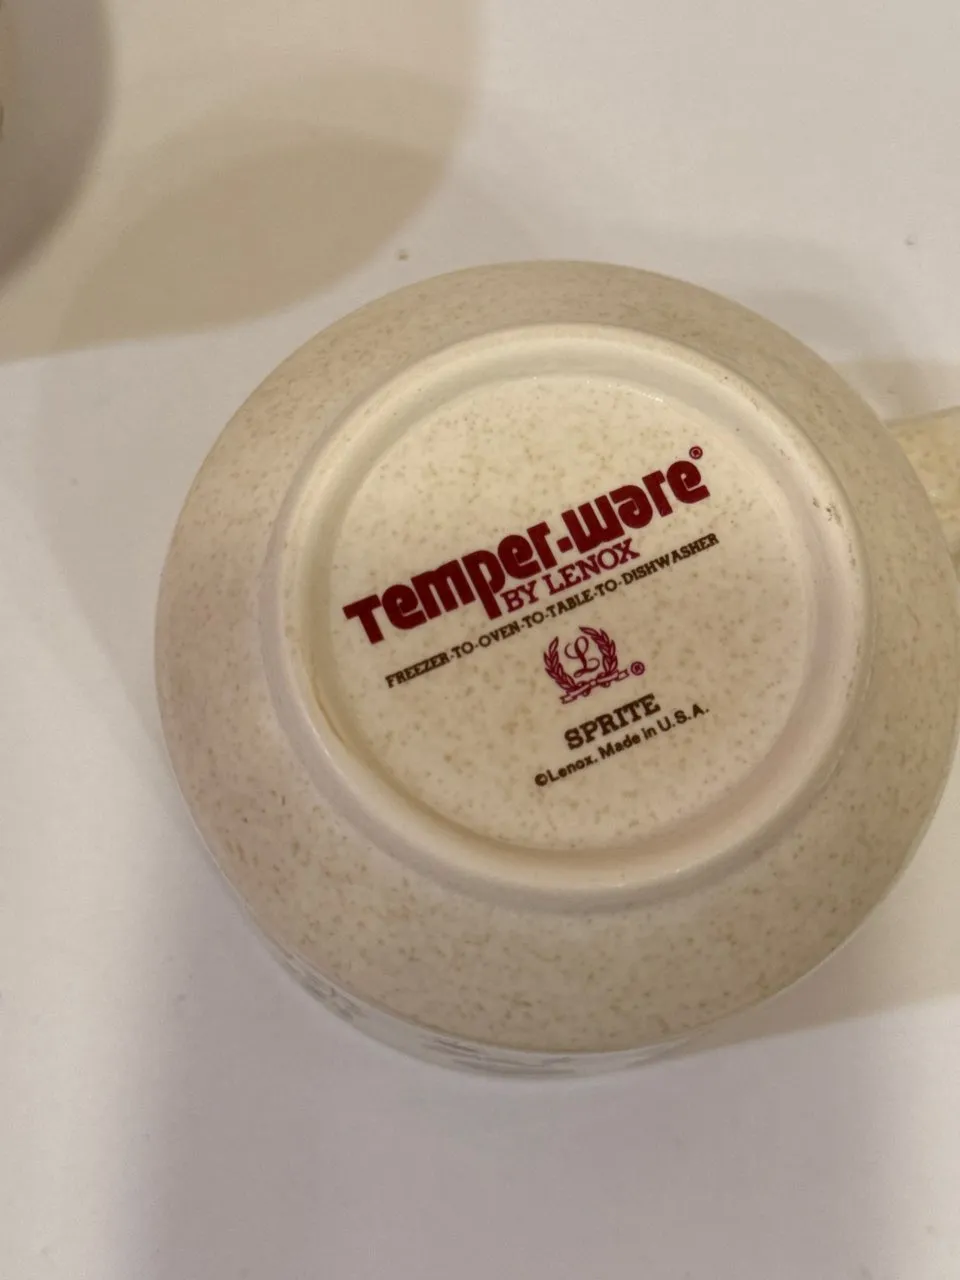 Temper-ware®
BY LENOX
FREEZER-TO-OVEN-TO-TABLE-TO-DISHWASHER
L ®
SPRITE
©Lenox. Made in U.S.A.